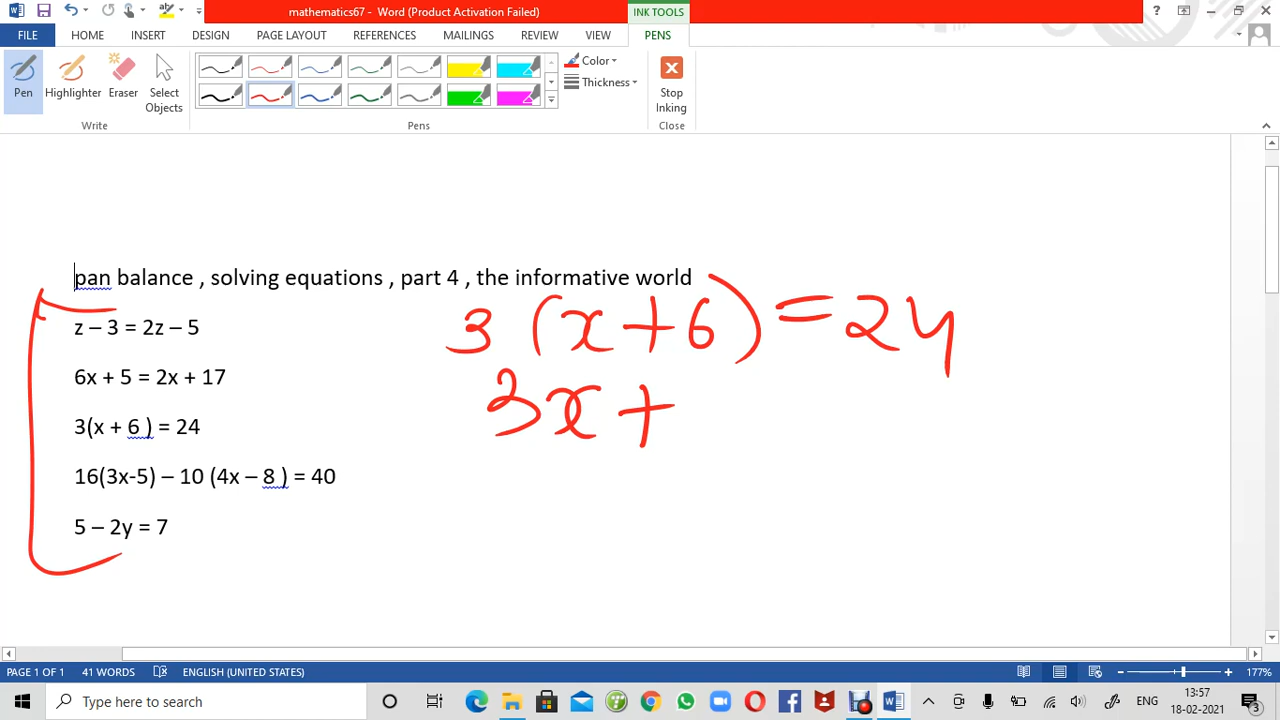 mathematics67 - Word (Product Activation Failed)
INK TOOLS
FILE HOME INSERT DESIGN PAGE LAYOUT REFERENCES MAILINGS REVIEW VIEW PENS
Pen Highlighter Eraser Select Objects
Color
Thickness
Stop Inking
Write Pens Close
pan balance , solving equations , part 4 , the informative world
z – 3 = 2z – 5
6x + 5 = 2x + 17
3(x + 6 ) = 24
16(3x-5) – 10 (4x – 8 ) = 40
5 – 2y = 7
3 (x + 6) = 24
3x +
PAGE 1 OF 1 41 WORDS ENGLISH (UNITED STATES) 177%
Type here to search
ENG
13:57
18-02-2021
3